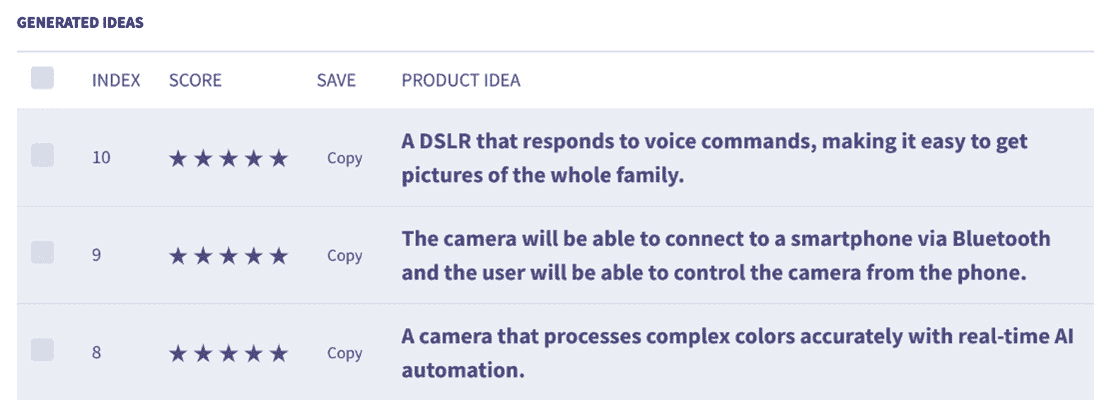 GENERATED IDEAS
INDEX SCORE SAVE PRODUCT IDEA
10 ★★★★★ Copy A DSLR that responds to voice commands, making it easy to get
pictures of the whole family.
9 ★★★★★ Copy The camera will be able to connect to a smartphone via Bluetooth
and the user will be able to control the camera from the phone.
8 ★★★★★ Copy A camera that processes complex colors accurately with real-time AI
automation.